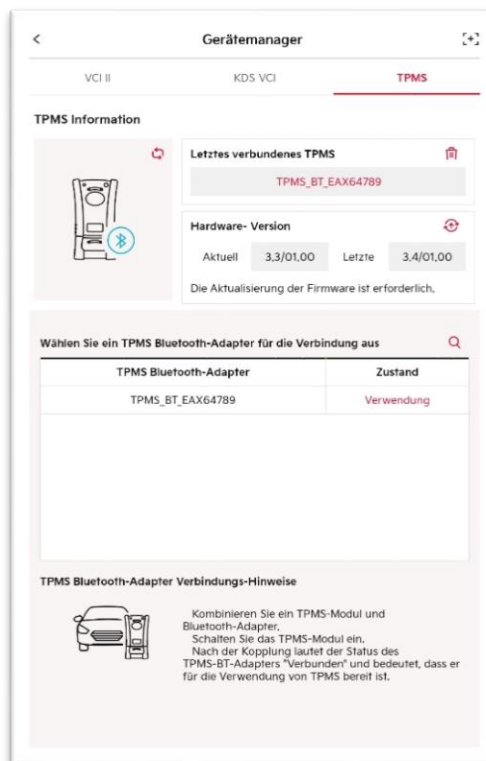 Gerätemanager
VCI II
KDS VCI
TPMS
TPMS Information
Letztes verbundenes TPMS
TPMS_BT_EAX64789
Hardware- Version
Aktuell 3,3/01,00 Letzte 3,4/01,00
Die Aktualisierung der Firmware ist erforderlich,
Wählen Sie ein TPMS Bluetooth-Adapter für die Verbindung aus
TPMS Bluetooth-Adapter Zustand
TPMS_BT_EAX64789 Verwendung
TPMS Bluetooth-Adapter Verbindungs-Hinweise
Kombinieren Sie ein TPMS-Modul und
Bluetooth-Adapter,
Schalten Sie das TPMS-Modul ein.
Nach der Kopplung lautet der Status des
TPMS-BT-Adapters "Verbunden" und bedeutet, dass er
für die Verwendung von TPMS bereit ist.